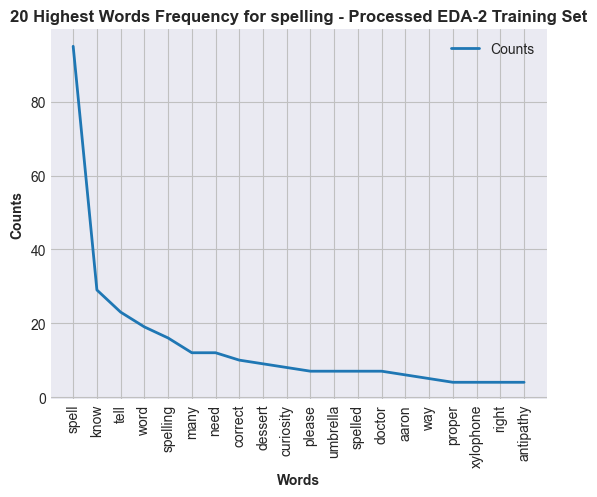 20 Highest Words Frequency for spelling - Processed EDA-2 Training Set
Counts
80
60
40
20
0
Counts
spell
know
tell
word
spelling
many
need
correct
dessert
curiosity
please
umbrella
spelled
doctor
aaron
way
proper
xylophone
right
antipathy
Words